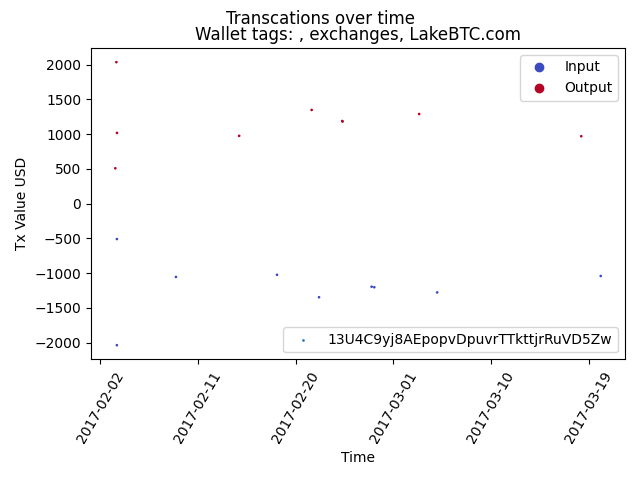 Transcations over time
Wallet tags: , exchanges, LakeBTC.com
Input
Output
2000
1500
1000
500
0
−500
−1000
−1500
−2000
Tx Value USD
13U4C9yj8AEpopvDpuvrTTkttjrRuVD5Zw
2017-02-02
2017-02-11
2017-02-20
2017-03-01
2017-03-10
2017-03-19
Time